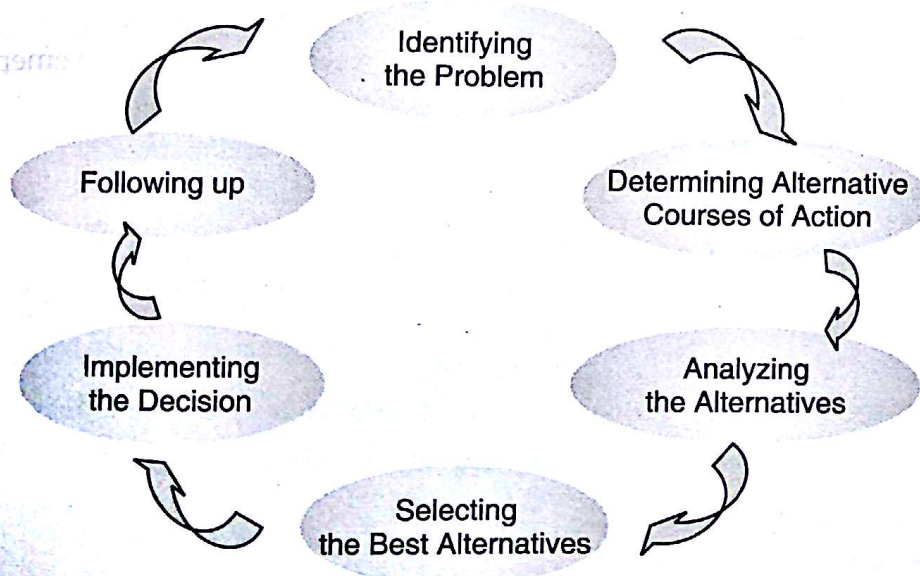 Identifying
the Problem
Determining Alternative
Courses of Action
Analyzing
the Alternatives
Selecting
the Best Alternatives
Implementing
the Decision
Following up